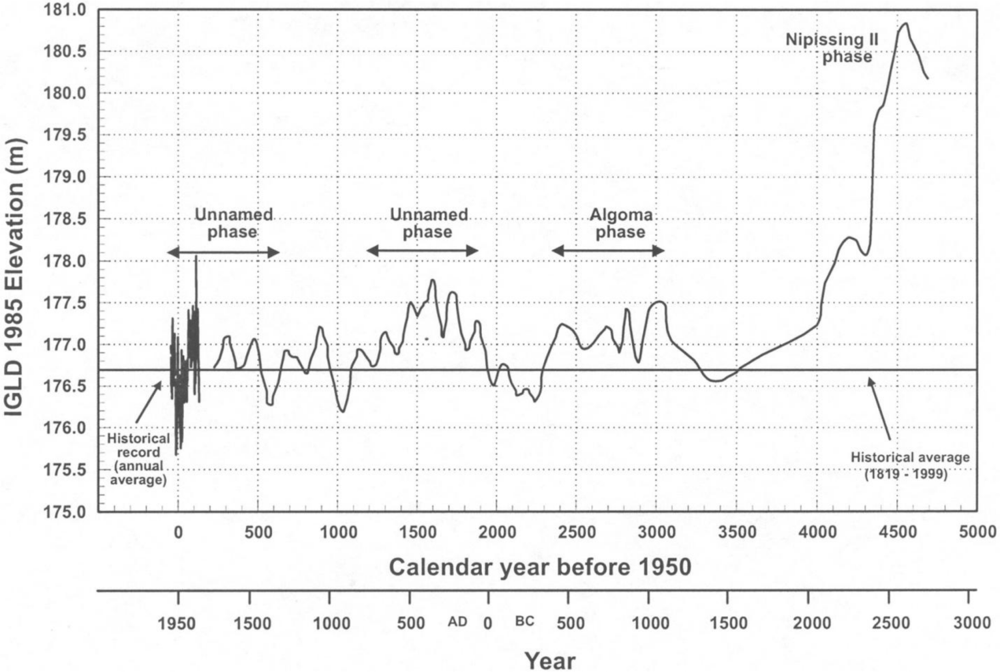 181.0
180.5
180.0
179.5
179.0
178.5
178.0
177.5
177.0
176.5
176.0
175.5
175.0
IGLD 1985 Elevation (m)
Nipissing II
phase
Unnamed
phase
Unnamed
phase
Algoma
phase
Historical
record
(annual
average)
Historical average
(1819 - 1999)
0 500 1000 1500 2000 2500 3000 3500 4000 4500 5000
Calendar year before 1950
1950 1500 1000 500 AD 0 BC 500 1000 1500 2000 2500 3000
Year